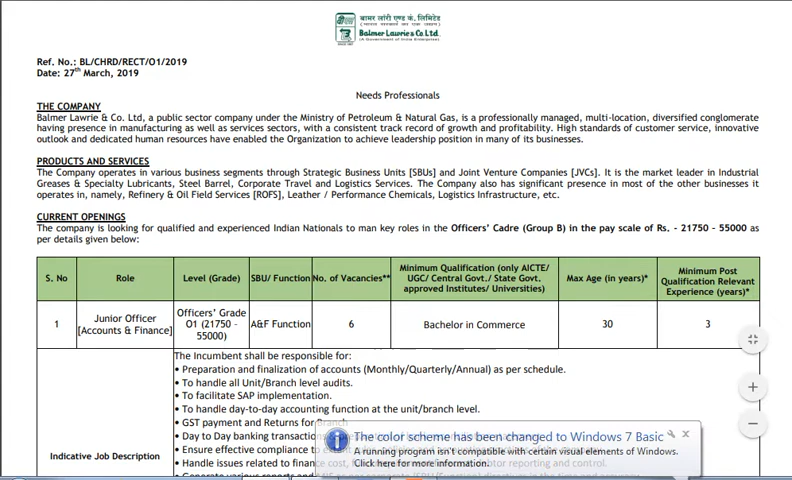 बामर लॉरी एण्ड कं. लिमिटेड
Balmer Lawrie & Co. Ltd.
(A Government of India Enterprise)
Ref. No.: BL/CHRD/RECT/O1/2019
Date: 27th March, 2019
Needs Professionals
THE COMPANY
Balmer Lawrie & Co. Ltd, a public sector company under the Ministry of Petroleum & Natural Gas, is a professionally managed, multi-location, diversified conglomerate
having presence in manufacturing as well as services sectors, with a consistent track record of growth and profitability. High standards of customer service, innovative
outlook and dedicated human resources have enabled the Organization to achieve leadership position in many of its businesses.
PRODUCTS AND SERVICES
The Company operates in various business segments through Strategic Business Units [SBUs] and Joint Venture Companies [JVCs]. It is the market leader in Industrial
Greases & Specialty Lubricants, Steel Barrel, Corporate Travel and Logistics Services. The Company also has significant presence in most of the other businesses it
operates in, namely, Refinery & Oil Field Services [ROFS], Leather / Performance Chemicals, Logistics Infrastructure, etc.
CURRENT OPENINGS
The company is looking for qualified and experienced Indian Nationals to man key roles in the Officers' Cadre (Group B) in the pay scale of Rs. - 21750 – 55000 as
per details given below:
S. No Role Level (Grade) SBU/ Function No. of Vacancies** Minimum Qualification (only AICTE/ UGC/ Central Govt./ State Govt. approved Institutes/ Universities) Max Age (in years)* Minimum Post Qualification Relevant Experience (years)*
1 Junior Officer [Accounts & Finance] Officers' Grade O1 (21750 – 55000) A&F Function 6 Bachelor in Commerce 30 3
Indicative Job Description
The Incumbent shall be responsible for:
• Preparation and finalization of accounts (Monthly/Quarterly/Annual) as per schedule.
• To handle all Unit/Branch level audits.
• To facilitate SAP implementation.
• To handle day-to-day accounting function at the unit/branch level.
• GST payment and Returns for Branch
• Day to Day banking transactions
• Ensure effective compliance to
• Handle issues related to finance cost, reporting and control.
The color scheme has been changed to Windows 7 Basic
A running program isn't compatible with certain visual elements of Windows.
Click here for more information.